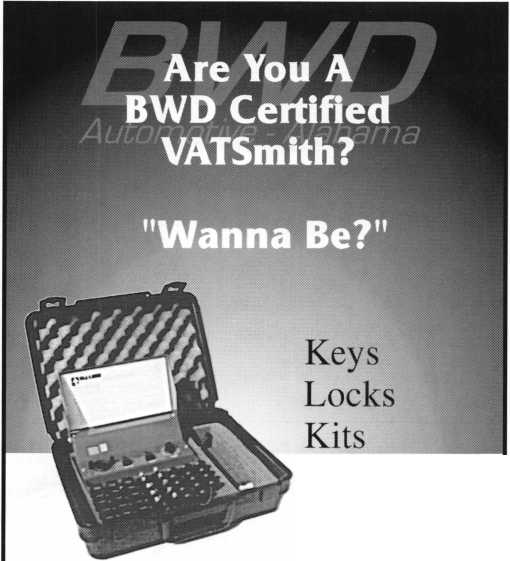 BWD
Automotive - Alabama
Are You A
BWD Certified
VATSmith?
"Wanna Be?"
Keys
Locks
Kits